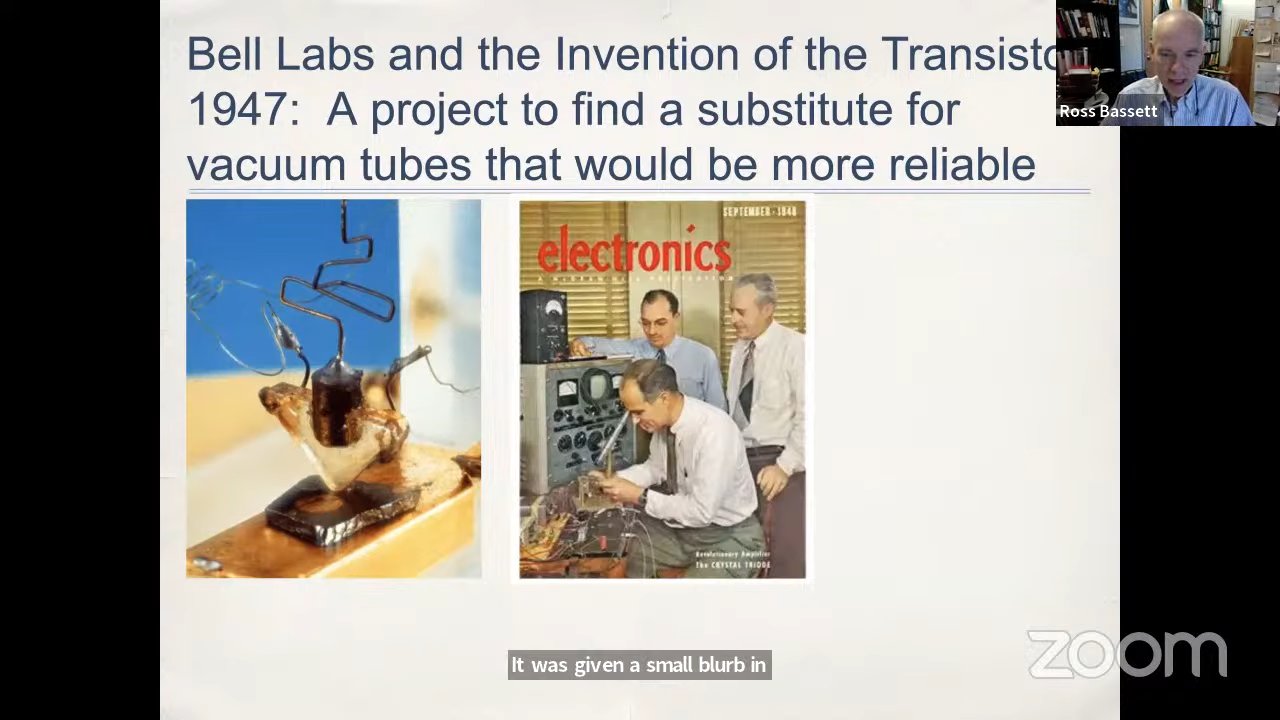 Bell Labs and the Invention of the Transisto
1947: A project to find a substitute for
vacuum tubes that would be more reliable
Ross Bassett
SEPTEMBER · 1948
electronics
Revolutionary Amplifier
The CRYSTAL TRIODE
It was given a small blurb in
zoom